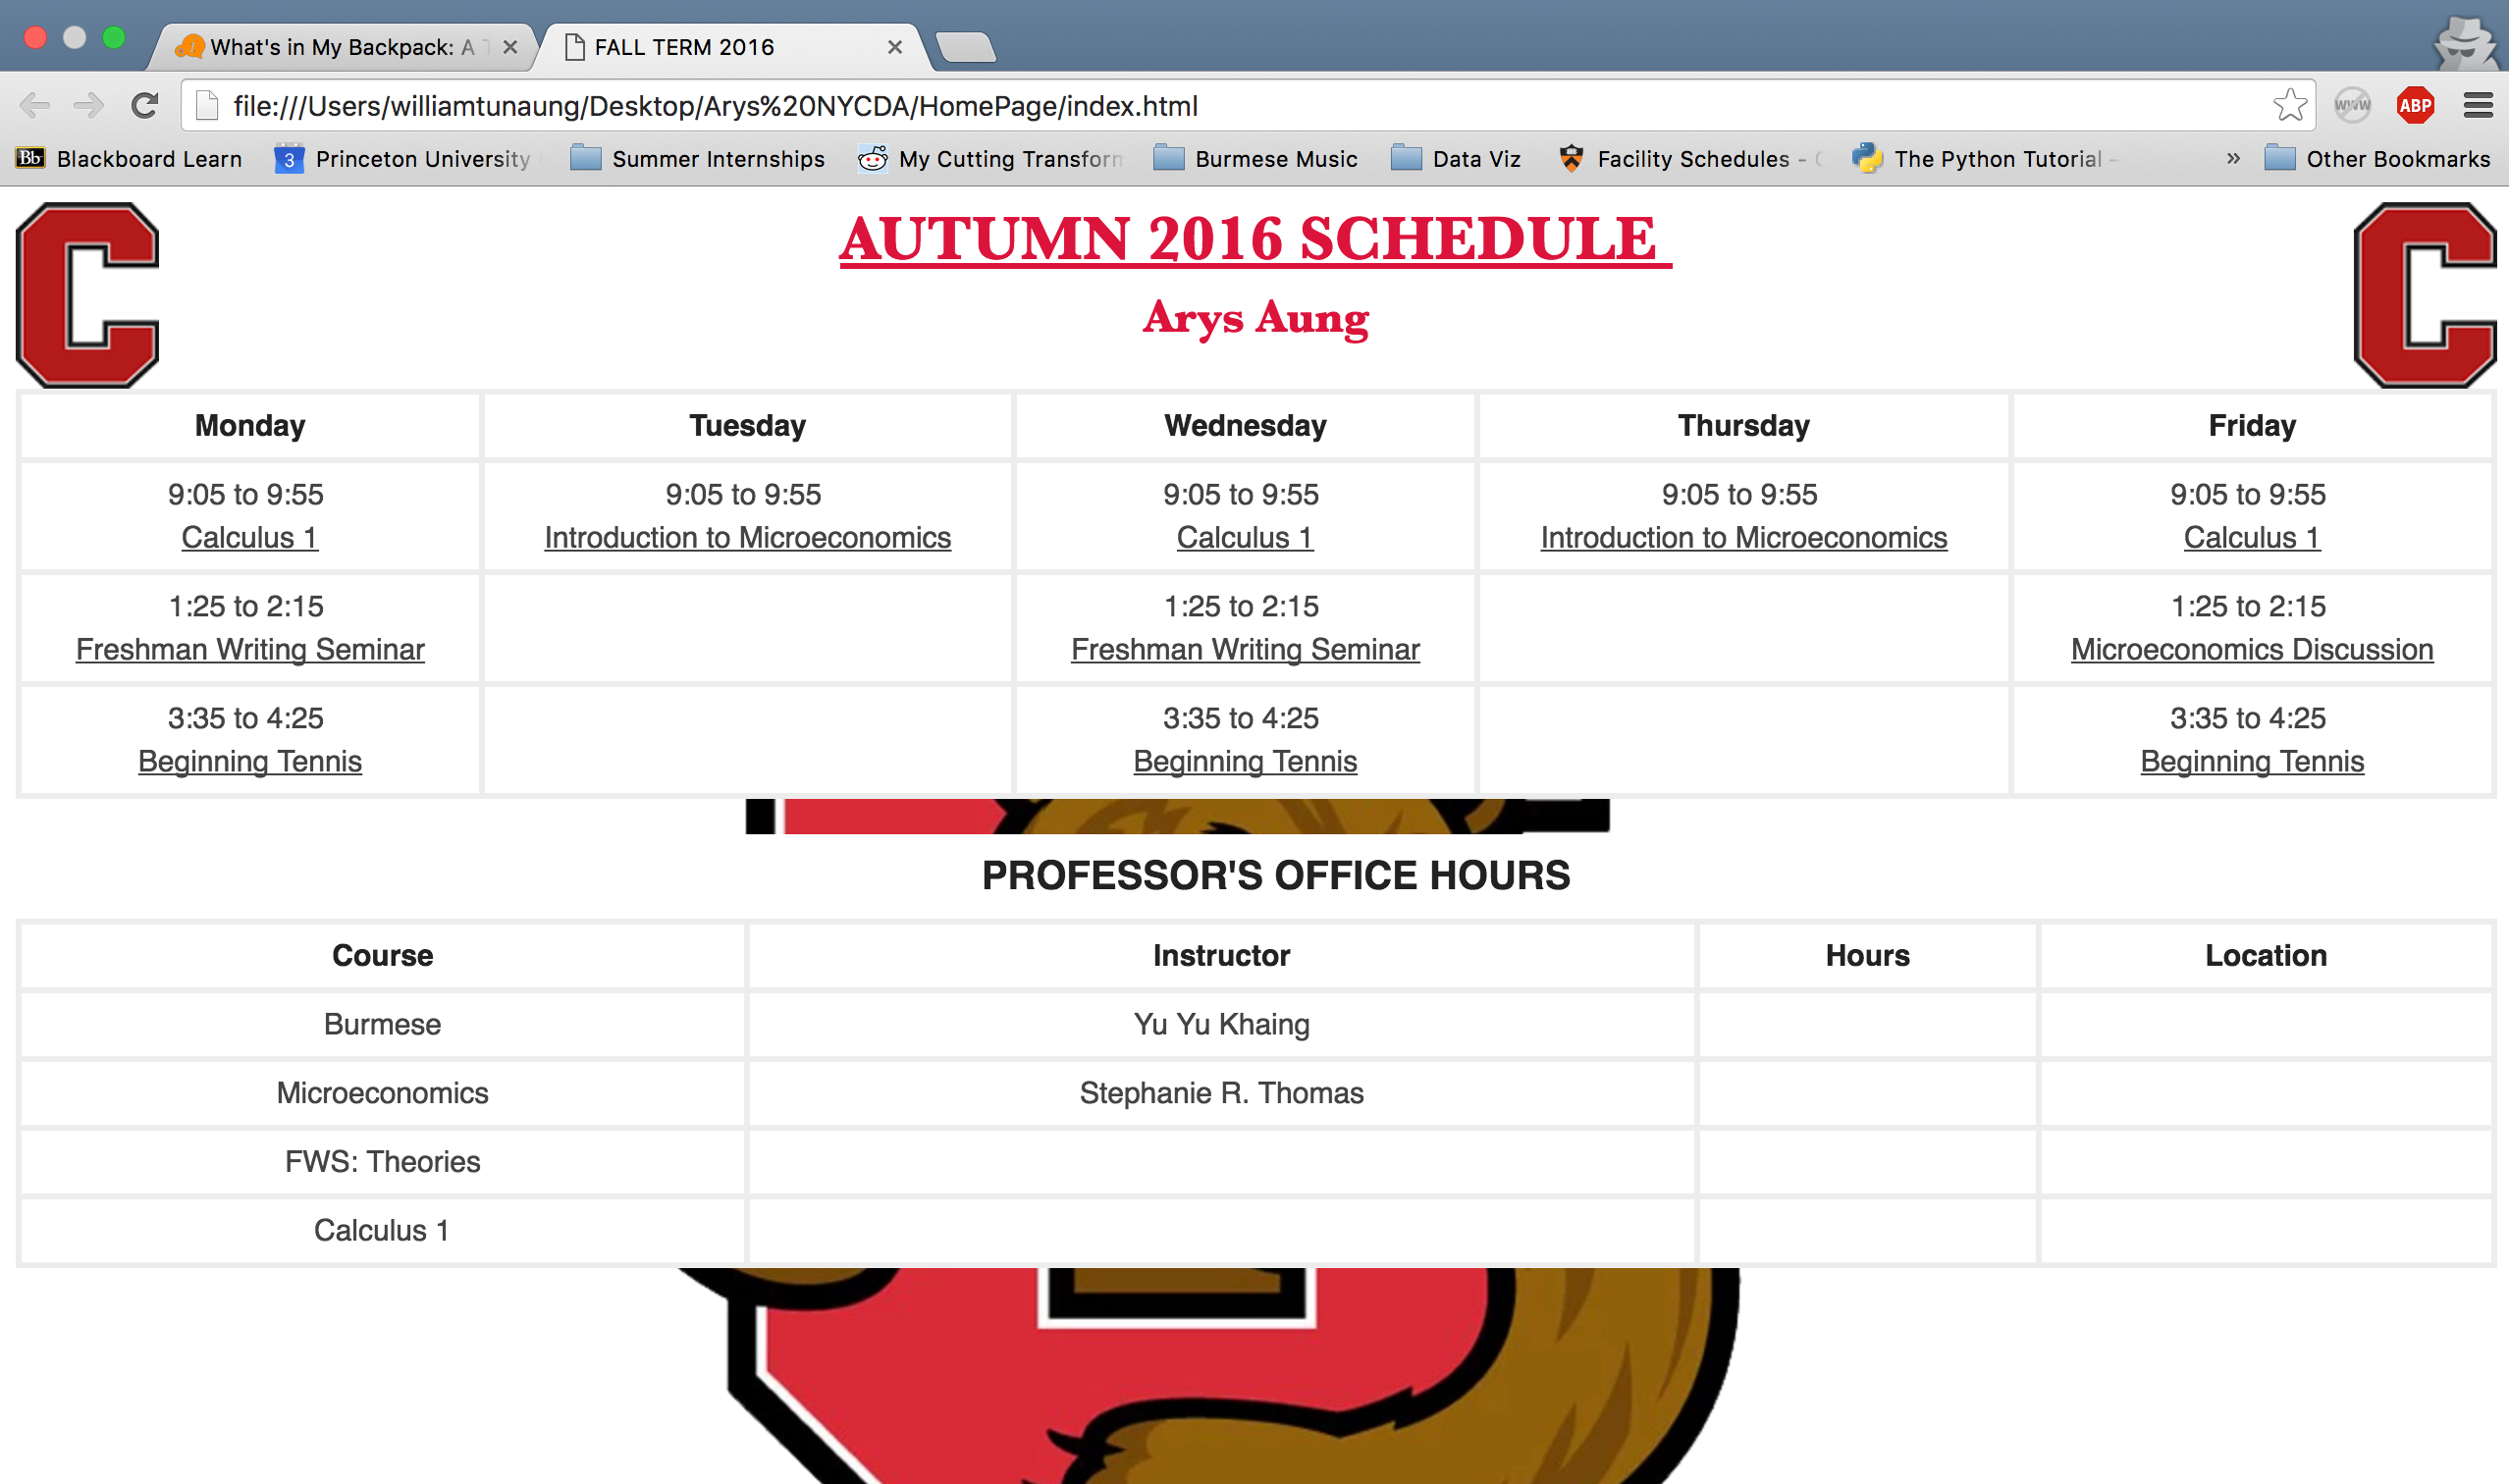 What's in My Backpack: A T
FALL TERM 2016
file:///Users/williamtunaung/Desktop/Arys%20NYCDA/HomePage/index.html
WWW
ABP
Bb Blackboard Learn
3 Princeton University
Summer Internships
My Cutting Transform
Burmese Music
Data Viz
Facility Schedules - C
The Python Tutorial -
»
Other Bookmarks
C
AUTUMN 2016 SCHEDULE
C
Arys Aung
Monday Tuesday Wednesday Thursday Friday
9:05 to 9:55 9:05 to 9:55 9:05 to 9:55 9:05 to 9:55 9:05 to 9:55
Calculus 1 Introduction to Microeconomics Calculus 1 Introduction to Microeconomics Calculus 1
1:25 to 2:15 1:25 to 2:15 1:25 to 2:15
Freshman Writing Seminar Freshman Writing Seminar Microeconomics Discussion
3:35 to 4:25 3:35 to 4:25 3:35 to 4:25
Beginning Tennis Beginning Tennis Beginning Tennis
PROFESSOR'S OFFICE HOURS
Course Instructor Hours Location
Burmese Yu Yu Khaing
Microeconomics Stephanie R. Thomas
FWS: Theories
Calculus 1